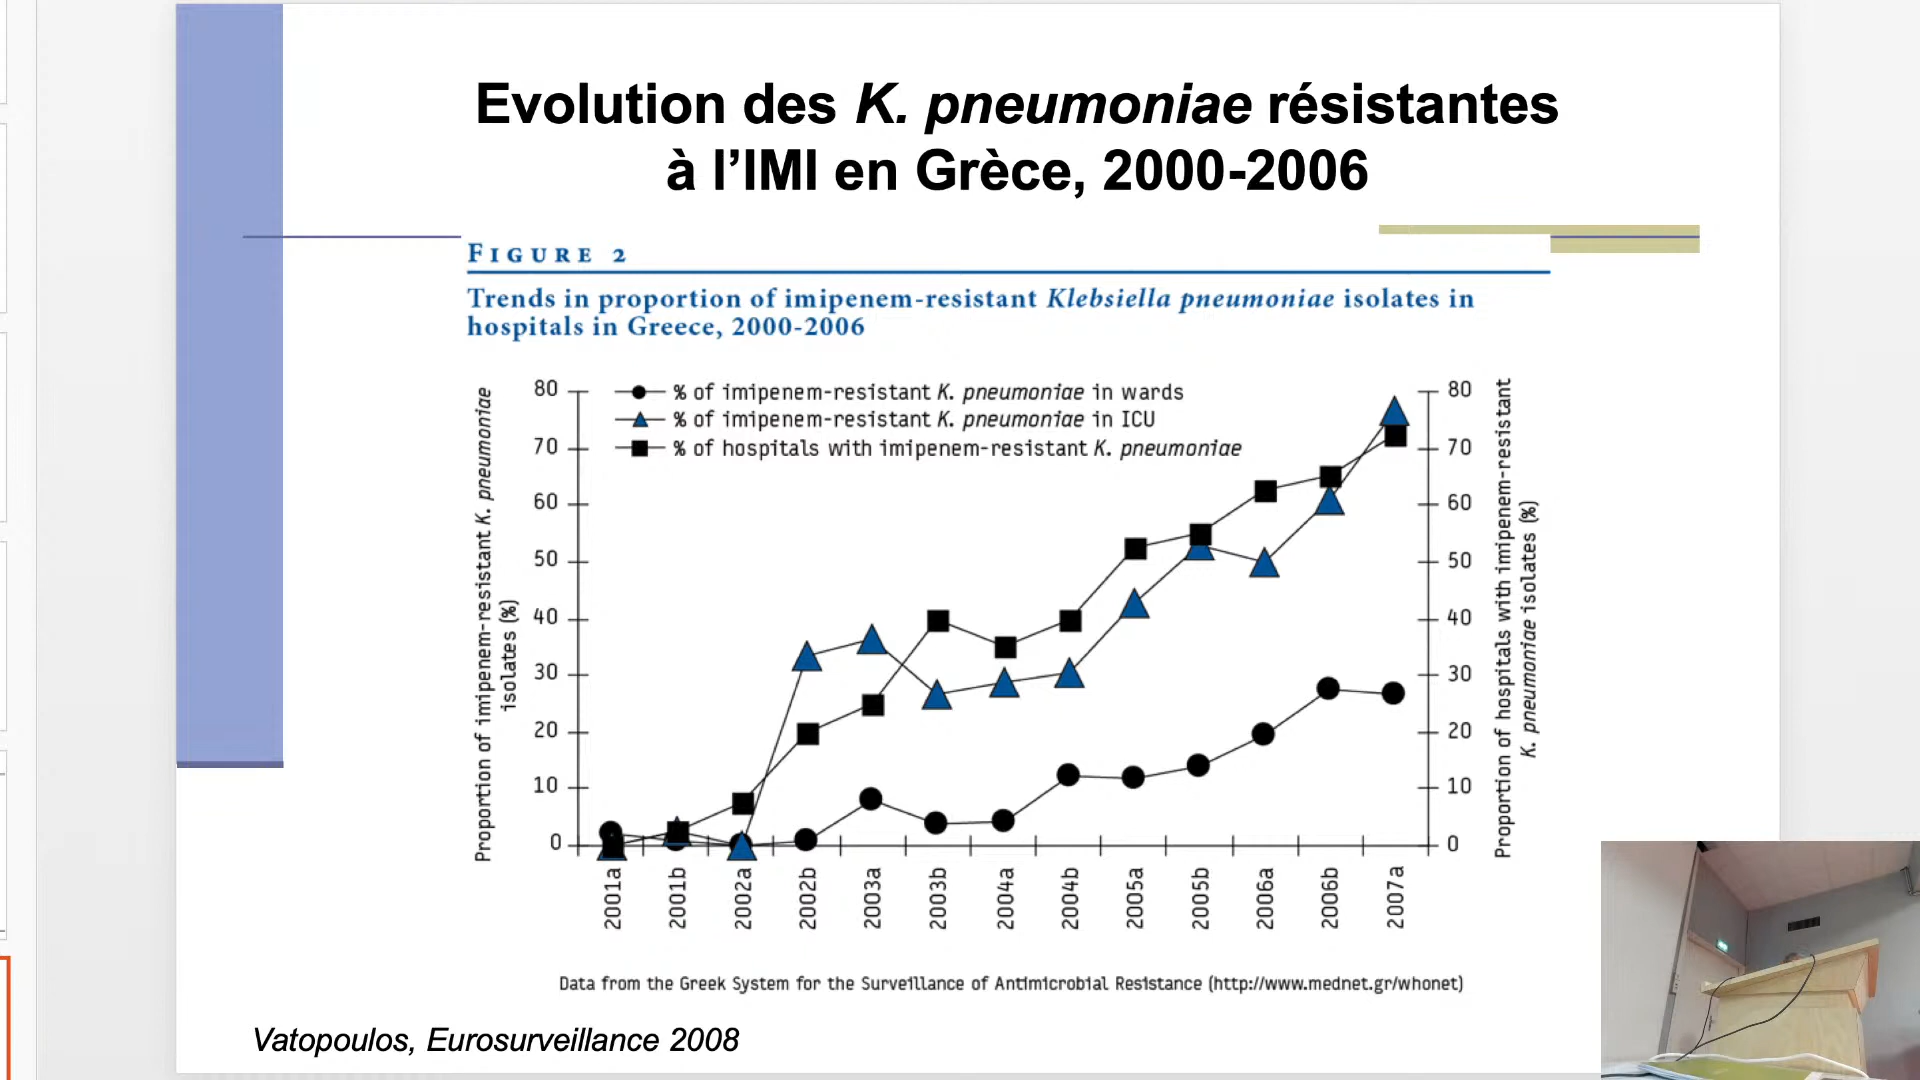 Evolution des K. pneumoniae résistantes
à l’IMI en Grèce, 2000-2006
FIGURE 2
Trends in proportion of imipenem-resistant Klebsiella pneumoniae isolates in
hospitals in Greece, 2000-2006
% of imipenem-resistant K. pneumoniae in wards
% of imipenem-resistant K. pneumoniae in ICU
% of hospitals with imipenem-resistant K. pneumoniae
Proportion of imipenem-resistant K. pneumoniae
isolates (%)
80
70
60
50
40
30
20
10
0
80
70
60
50
40
30
20
10
0
Proportion of hospitals with imipenem-resistant
K. pneumoniae isolates (%)
2001a
2001b
2002a
2002b
2003a
2003b
2004a
2004b
2005a
2005b
2006a
2006b
2007a
Data from the Greek System for the Surveillance of Antimicrobial Resistance (http://www.mednet.gr/whonet)
Vatopoulos, Eurosurveillance 2008